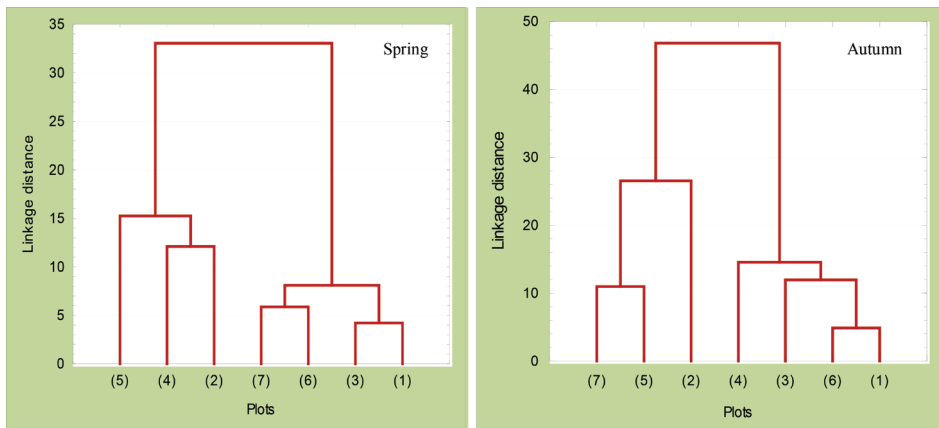 Spring
35
30
25
20
15
10
5
0
Linkage distance
(5) (4) (2) (7) (6) (3) (1)
Plots
Autumn
50
40
30
20
10
0
Linkage distance
(7) (5) (2) (4) (3) (6) (1)
Plots